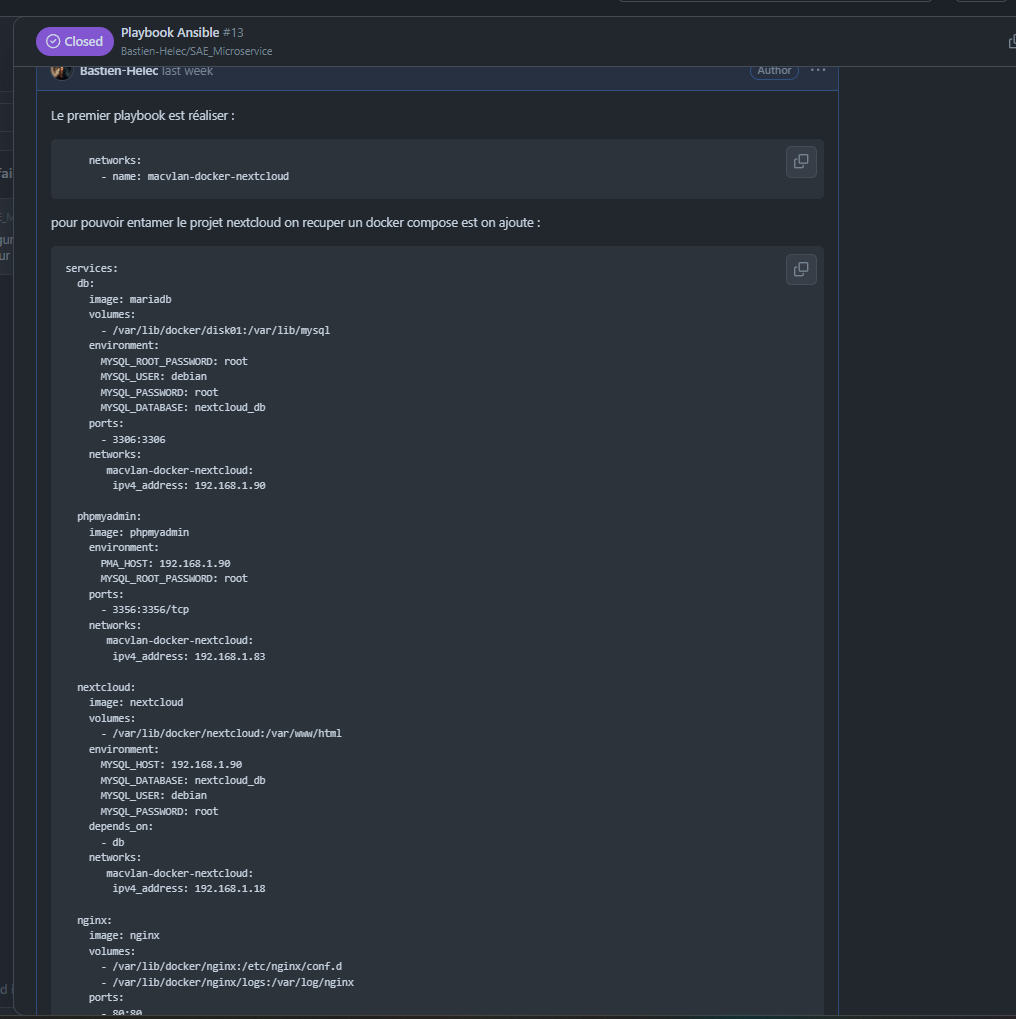 Closed
Playbook Ansible #13
Bastien-Helec/SAE_Microservice
Bastien-Helec last week
Author
Le premier playbook est réaliser :
networks:
- name: macvlan-docker-nextcloud
pour pouvoir entamer le projet nextcloud on recuper un docker compose est on ajoute :
services:
db:
image: mariadb
volumes:
- /var/lib/docker/disk01:/var/lib/mysql
environment:
MYSQL_ROOT_PASSWORD: root
MYSQL_USER: debian
MYSQL_PASSWORD: root
MYSQL_DATABASE: nextcloud_db
ports:
- 3306:3306
networks:
macvlan-docker-nextcloud:
ipv4_address: 192.168.1.90
phpmyadmin:
image: phpmyadmin
environment:
PMA_HOST: 192.168.1.90
MYSQL_ROOT_PASSWORD: root
ports:
- 3356:3356/tcp
networks:
macvlan-docker-nextcloud:
ipv4_address: 192.168.1.83
nextcloud:
image: nextcloud
volumes:
- /var/lib/docker/nextcloud:/var/www/html
environment:
MYSQL_HOST: 192.168.1.90
MYSQL_DATABASE: nextcloud_db
MYSQL_USER: debian
MYSQL_PASSWORD: root
depends_on:
- db
networks:
macvlan-docker-nextcloud:
ipv4_address: 192.168.1.18
nginx:
image: nginx
volumes:
- /var/lib/docker/nginx:/etc/nginx/conf.d
- /var/lib/docker/nginx/logs:/var/log/nginx
ports:
- 80:80